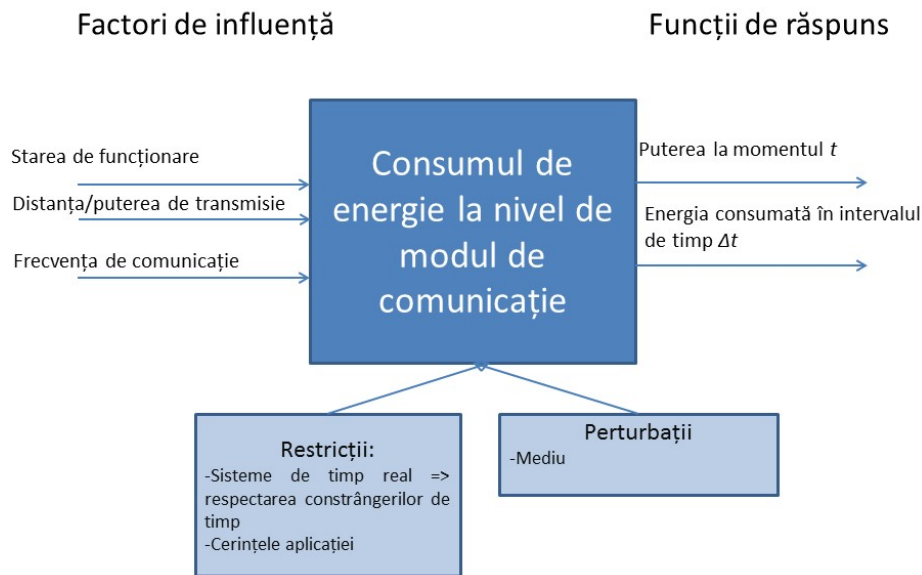 Factori de influență
Funcții de răspuns
Starea de funcționare
Distanța/puterea de transmisie
Frecvența de comunicație
Consumul de
energie la nivel de
modul de
comunicație
Puterea la momentul t
Energia consumată în intervalul
de timp Δt
Restricții:
-Sisteme de timp real =>
respectarea constrângerilor de
timp
-Cerințele aplicației
Perturbații
-Mediu